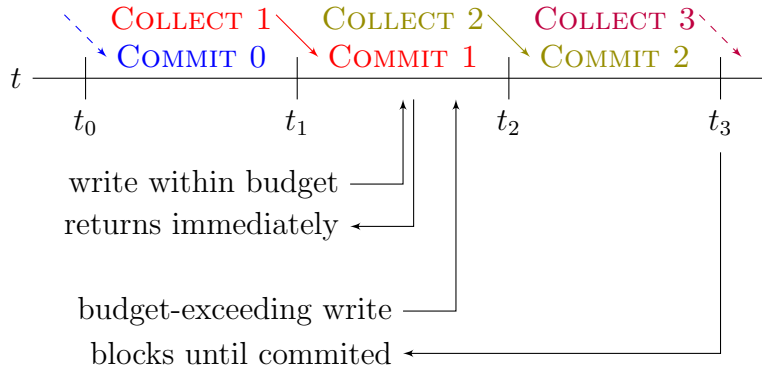 COLLECT 1 COLLECT 2 COLLECT 3
COMMIT 0 COMMIT 1 COMMIT 2
t
t0 t1 t2 t3
write within budget
returns immediately
budget-exceeding write
blocks until commited